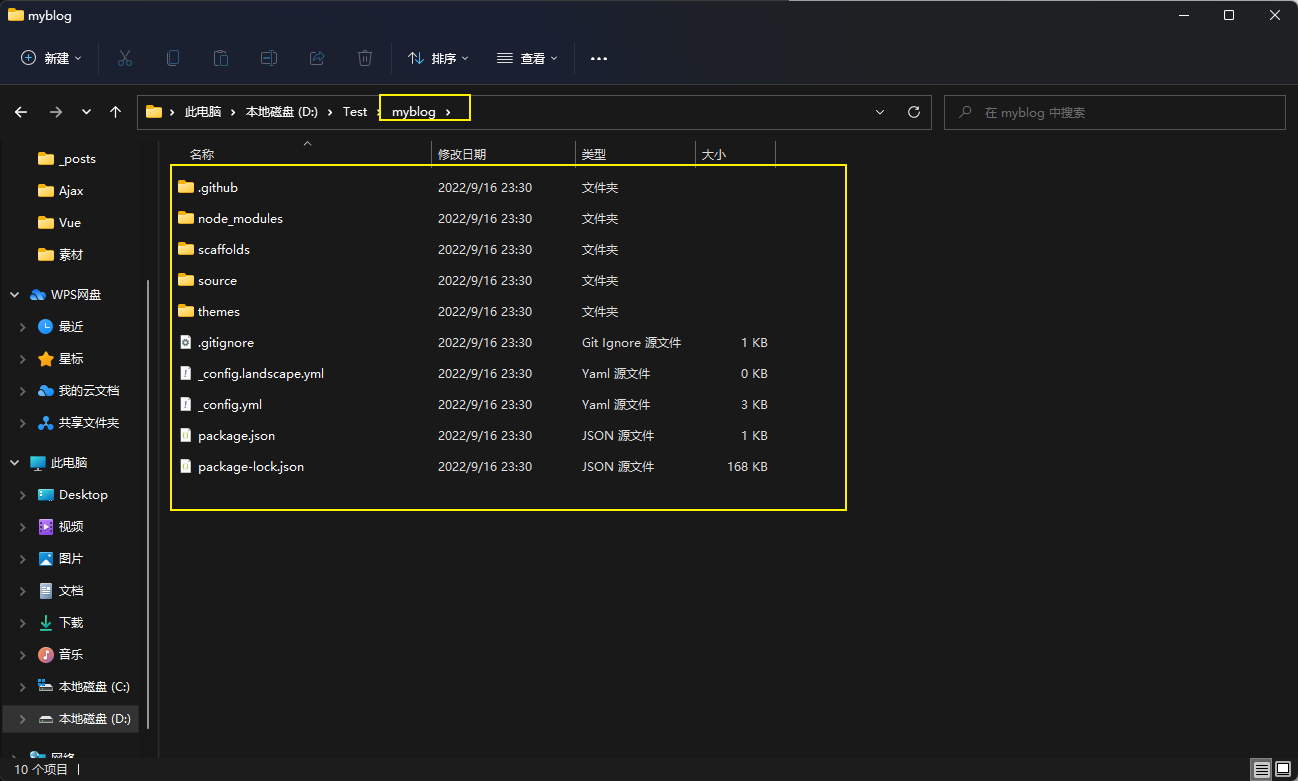 myblog
新建 排序 查看
此电脑 本地磁盘 (D:) Test myblog 在 myblog 中搜索
名称 修改日期 类型 大小
_posts
Ajax
Vue
素材
WPS网盘
最近
星标
我的云文档
共享文件夹
此电脑
Desktop
视频
图片
文档
下载
音乐
本地磁盘 (C:)
本地磁盘 (D:)
网络
.github 2022/9/16 23:30 文件夹
node_modules 2022/9/16 23:30 文件夹
scaffolds 2022/9/16 23:30 文件夹
source 2022/9/16 23:30 文件夹
themes 2022/9/16 23:30 文件夹
.gitignore 2022/9/16 23:30 Git Ignore 源文件 1 KB
_config.landscape.yml 2022/9/16 23:30 Yaml 源文件 0 KB
_config.yml 2022/9/16 23:30 Yaml 源文件 3 KB
package.json 2022/9/16 23:30 JSON 源文件 1 KB
package-lock.json 2022/9/16 23:30 JSON 源文件 168 KB
10 个项目